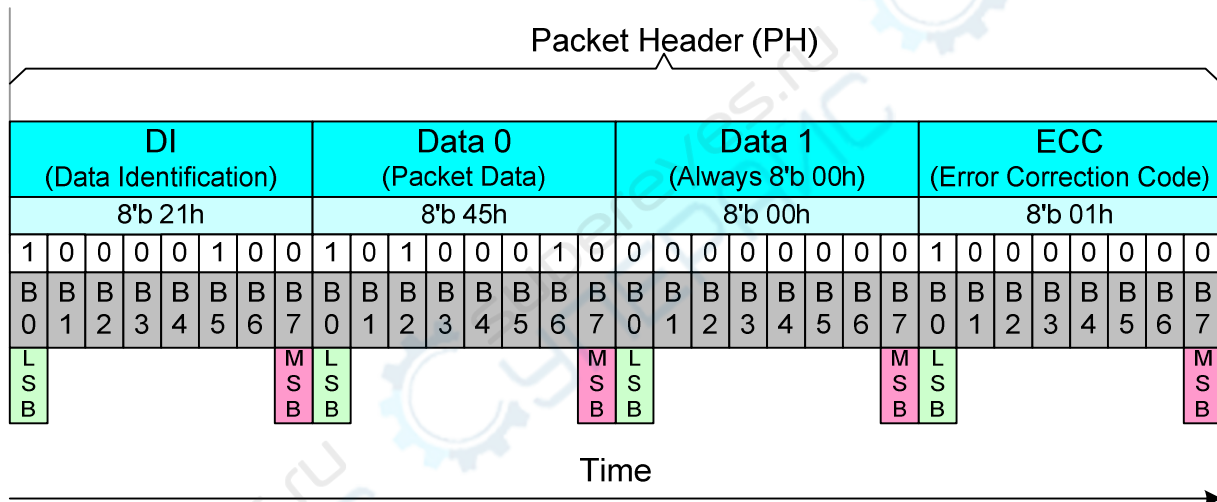 Packet Header (PH)
DI Data 0 Data 1 ECC
(Data Identification) (Packet Data) (Always 8'b 00h) (Error Correction Code)
8'b 21h 8'b 45h 8'b 00h 8'b 01h
1 0 0 0 0 1 0 0 1 0 1 0 0 0 1 0 0 0 0 0 0 0 0 0 1 0 0 0 0 0 0 0
B B B B B B B B B B B B B B B B B B B B B B B B B B B B B B B B
0 1 2 3 4 5 6 7 0 1 2 3 4 5 6 7 0 1 2 3 4 5 6 7 0 1 2 3 4 5 6 7
L M L M L M L M
S S S S S S S S
B B B B B B B B
Time
supereyes.ru
СУПЕРАЙС
.ru